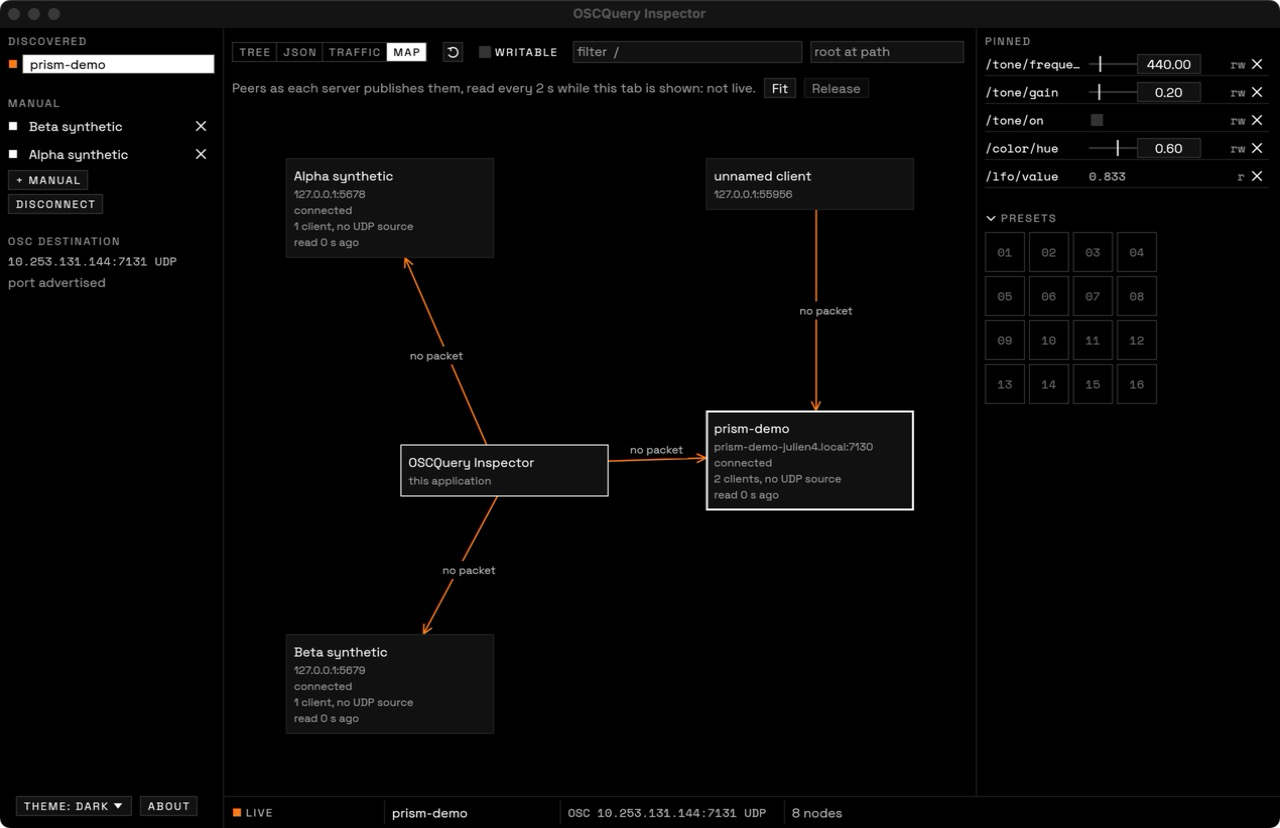 OSCQuery Inspector
DISCOVERED
prism-demo
MANUAL
Beta synthetic
Alpha synthetic
+ MANUAL
DISCONNECT
OSC DESTINATION
10.253.131.144:7131 UDP
port advertised
THEME: DARK
ABOUT
TREE JSON TRAFFIC MAP
WRITABLE
filter /
root at path
Peers as each server publishes them, read every 2 s while this tab is shown: not live.
Fit
Release
Alpha synthetic
127.0.0.1:5678
connected
1 client, no UDP source
read 0 s ago
unnamed client
127.0.0.1:55956
no packet
no packet
prism-demo
prism-demo-julien4.local:7130
connected
2 clients, no UDP source
read 0 s ago
no packet
OSCQuery Inspector
this application
no packet
Beta synthetic
127.0.0.1:5679
connected
1 client, no UDP source
read 0 s ago
LIVE
prism-demo
OSC 10.253.131.144:7131 UDP
8 nodes
PINNED
/tone/freque… 440.00 rw
/tone/gain 0.20 rw
/tone/on rw
/color/hue 0.60 rw
/lfo/value 0.833 r
PRESETS
01 02 03 04
05 06 07 08
09 10 11 12
13 14 15 16